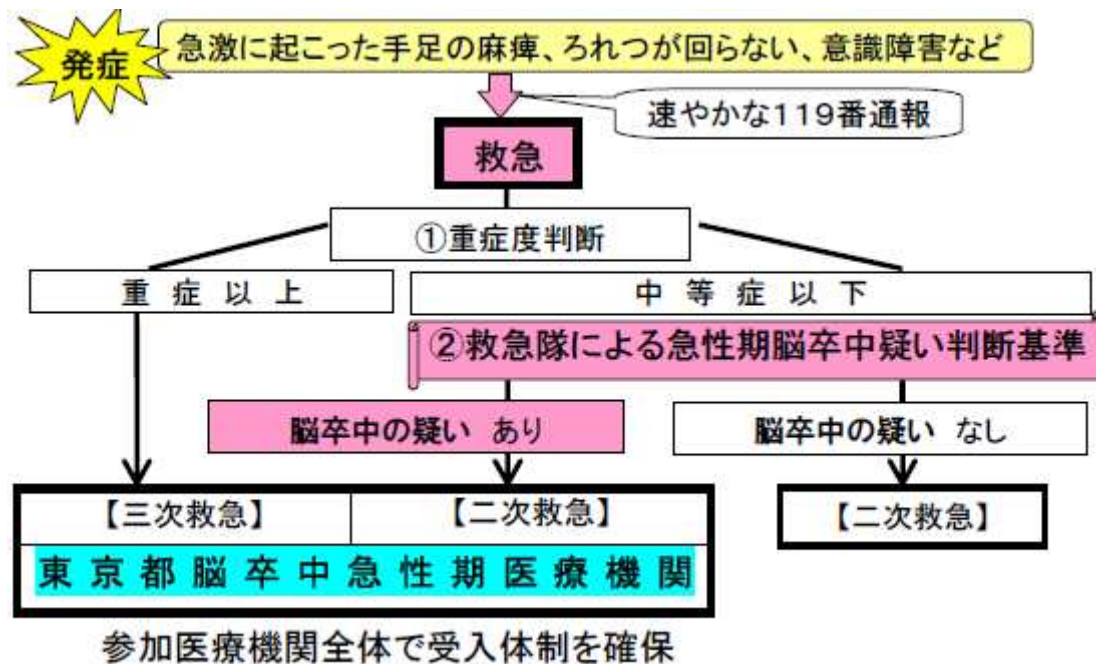 発症
急激に起こった手足の麻痺、ろれつが回らない、意識障害など
速やかな119番通報
救急
①重症度判断
重症以上
中等症以下
②救急隊による急性期脳卒中疑い判断基準
脳卒中の疑い あり
脳卒中の疑い なし
【三次救急】
【二次救急】
【二次救急】
東京都脳卒中急性期医療機関
参加医療機関全体で受入体制を確保